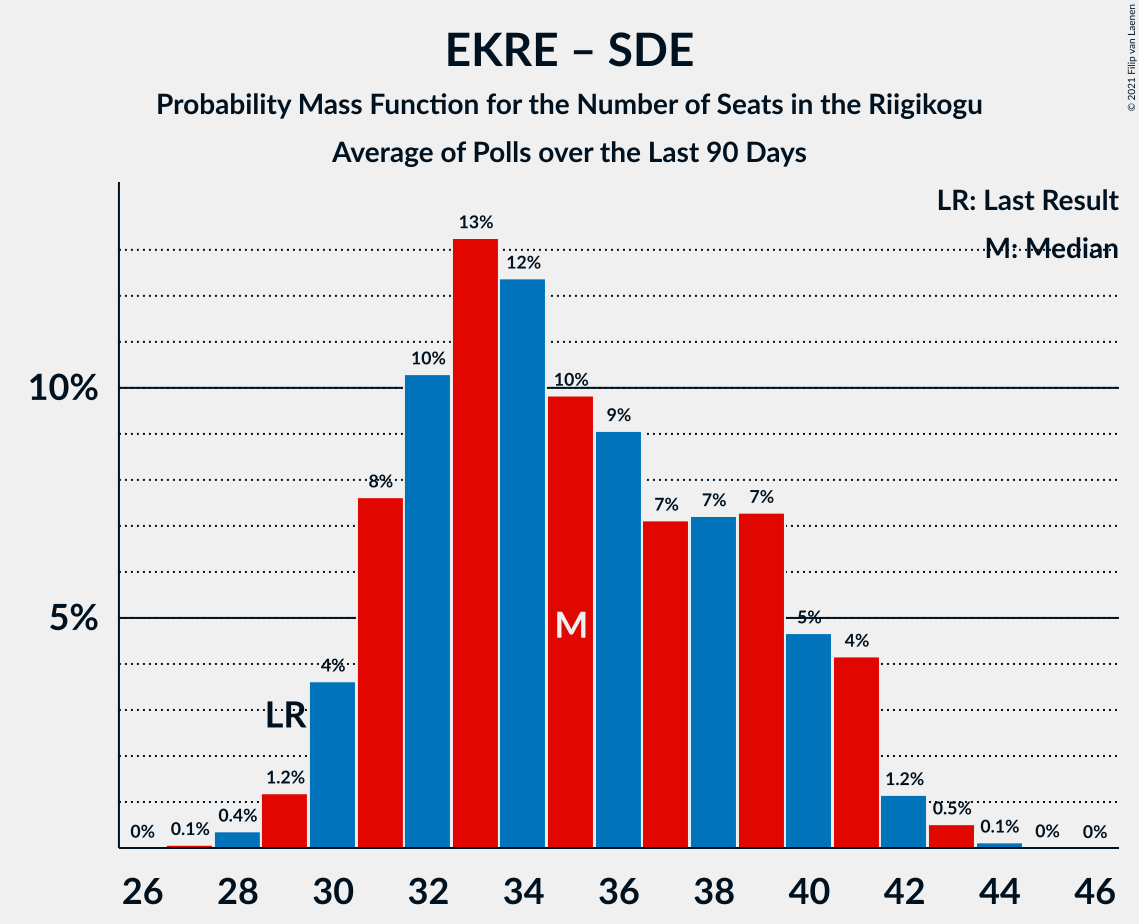 EKRE – SDE
Probability Mass Function for the Number of Seats in the Riigikogu
Average of Polls over the Last 90 Days
© 2021 Filip van Laenen
LR: Last Result
M: Median
13%
12%
10%
10%
10%
9%
8%
7%
7%
7%
5%
5%
4%
4%
M
LR
1.2%
1.2%
0.4%
0.5%
0%
0.1%
0.1%
0%
0%
26 28 30 32 34 36 38 40 42 44 46